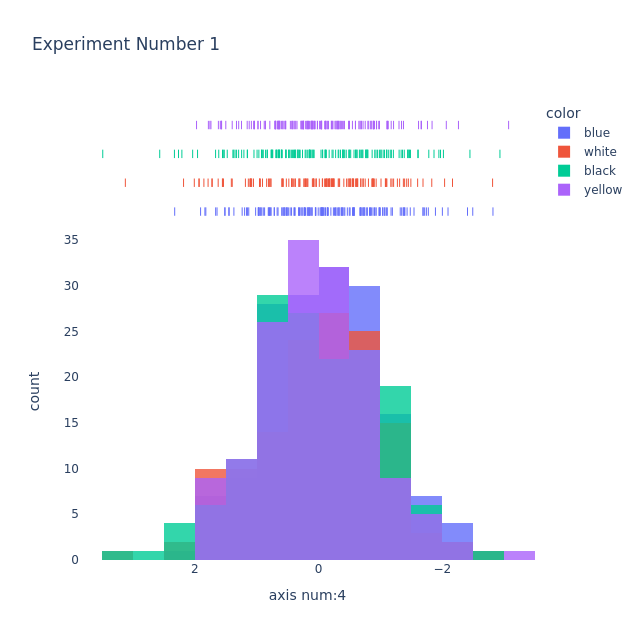 Experiment Number 1
color
blue
white
black
yellow
35
30
25
20
15
10
5
0
count
2
0
−2
axis num:4